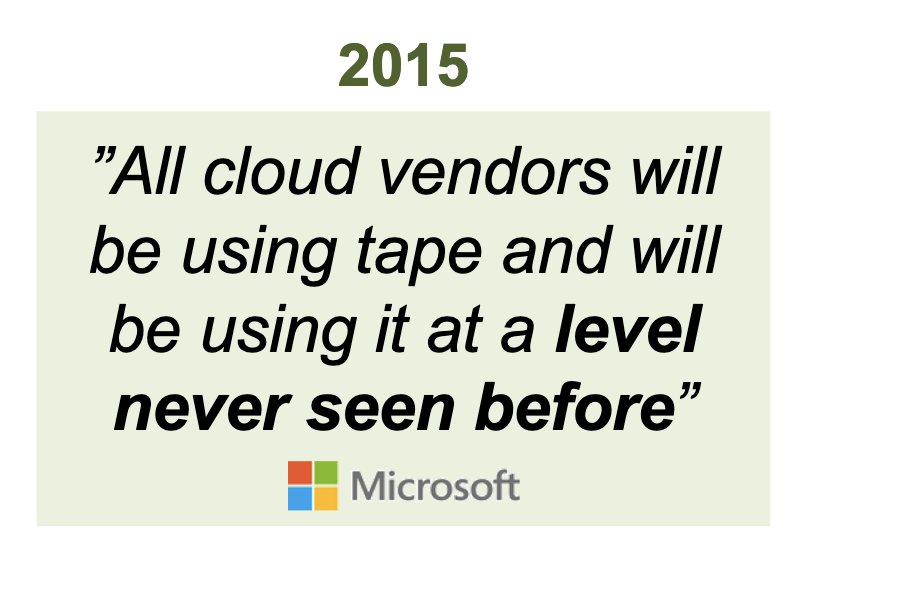 2015
”All cloud vendors will
be using tape and will
be using it at a level
never seen before”
Microsoft